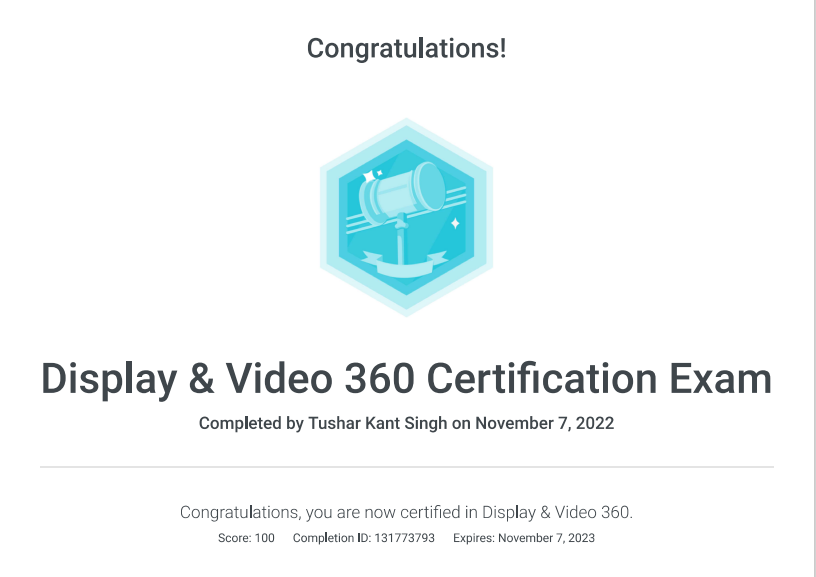 Congratulations!
Display & Video 360 Certification Exam
Completed by Tushar Kant Singh on November 7, 2022
Congratulations, you are now certified in Display & Video 360.
Score: 100 Completion ID: 131773793 Expires: November 7, 2023